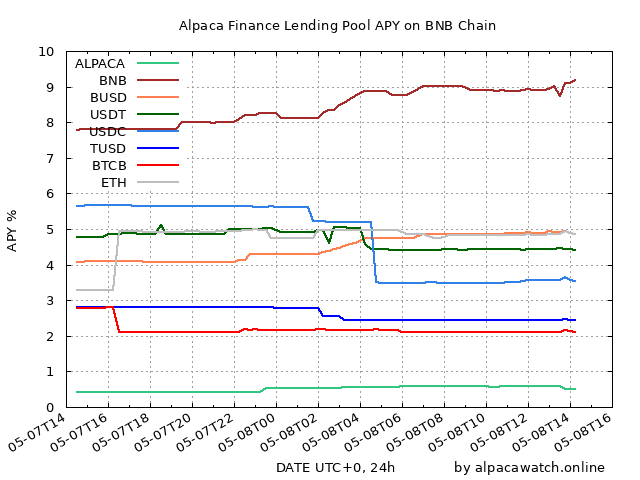 Alpaca Finance Lending Pool APY on BNB Chain
10
9
8
7
6
5
4
3
2
1
0
APY %
ALPACA
BNB
BUSD
USDT
USDC
TUSD
BTCB
ETH
05-07T14
05-07T16
05-07T18
05-07T20
05-07T22
05-08T00
05-08T02
05-08T04
05-08T06
05-08T08
05-08T10
05-08T12
05-08T14
05-08T16
DATE UTC+0, 24h
by alpacawatch.online